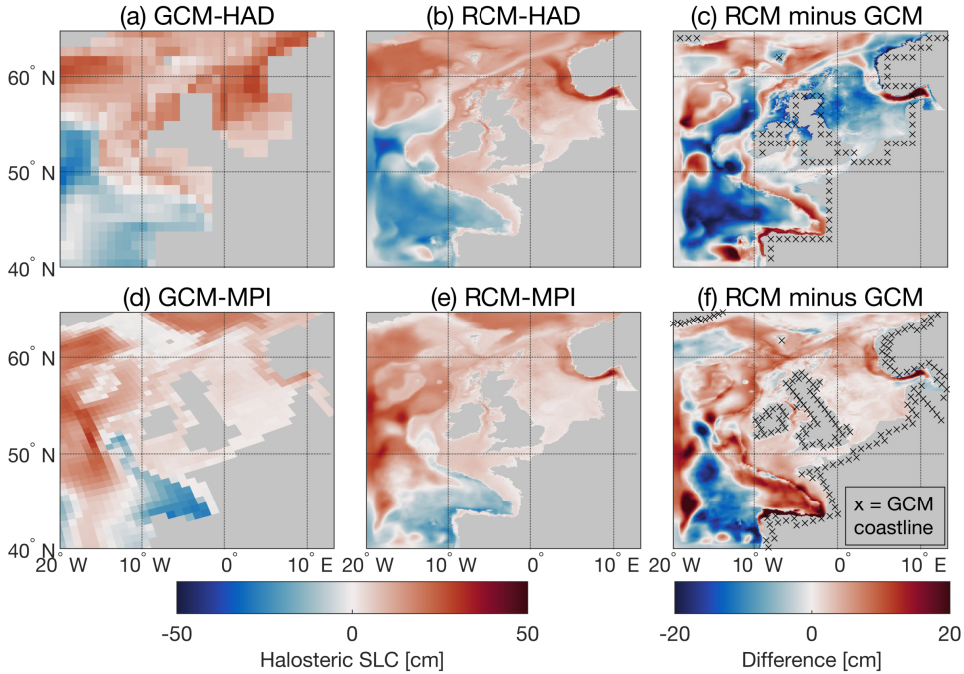 (a) GCM-HAD
(b) RCM-HAD
(c) RCM minus GCM
60° N
50° N
40° N
(d) GCM-MPI
(e) RCM-MPI
(f) RCM minus GCM
60° N
50° N
40° N
x = GCM
coastline
20° W 10° W 0° 10° E
20° W 10° W 0° 10° E
20° W 10° W 0° 10° E
-50 0 50
Halosteric SLC [cm]
-20 0 20
Difference [cm]